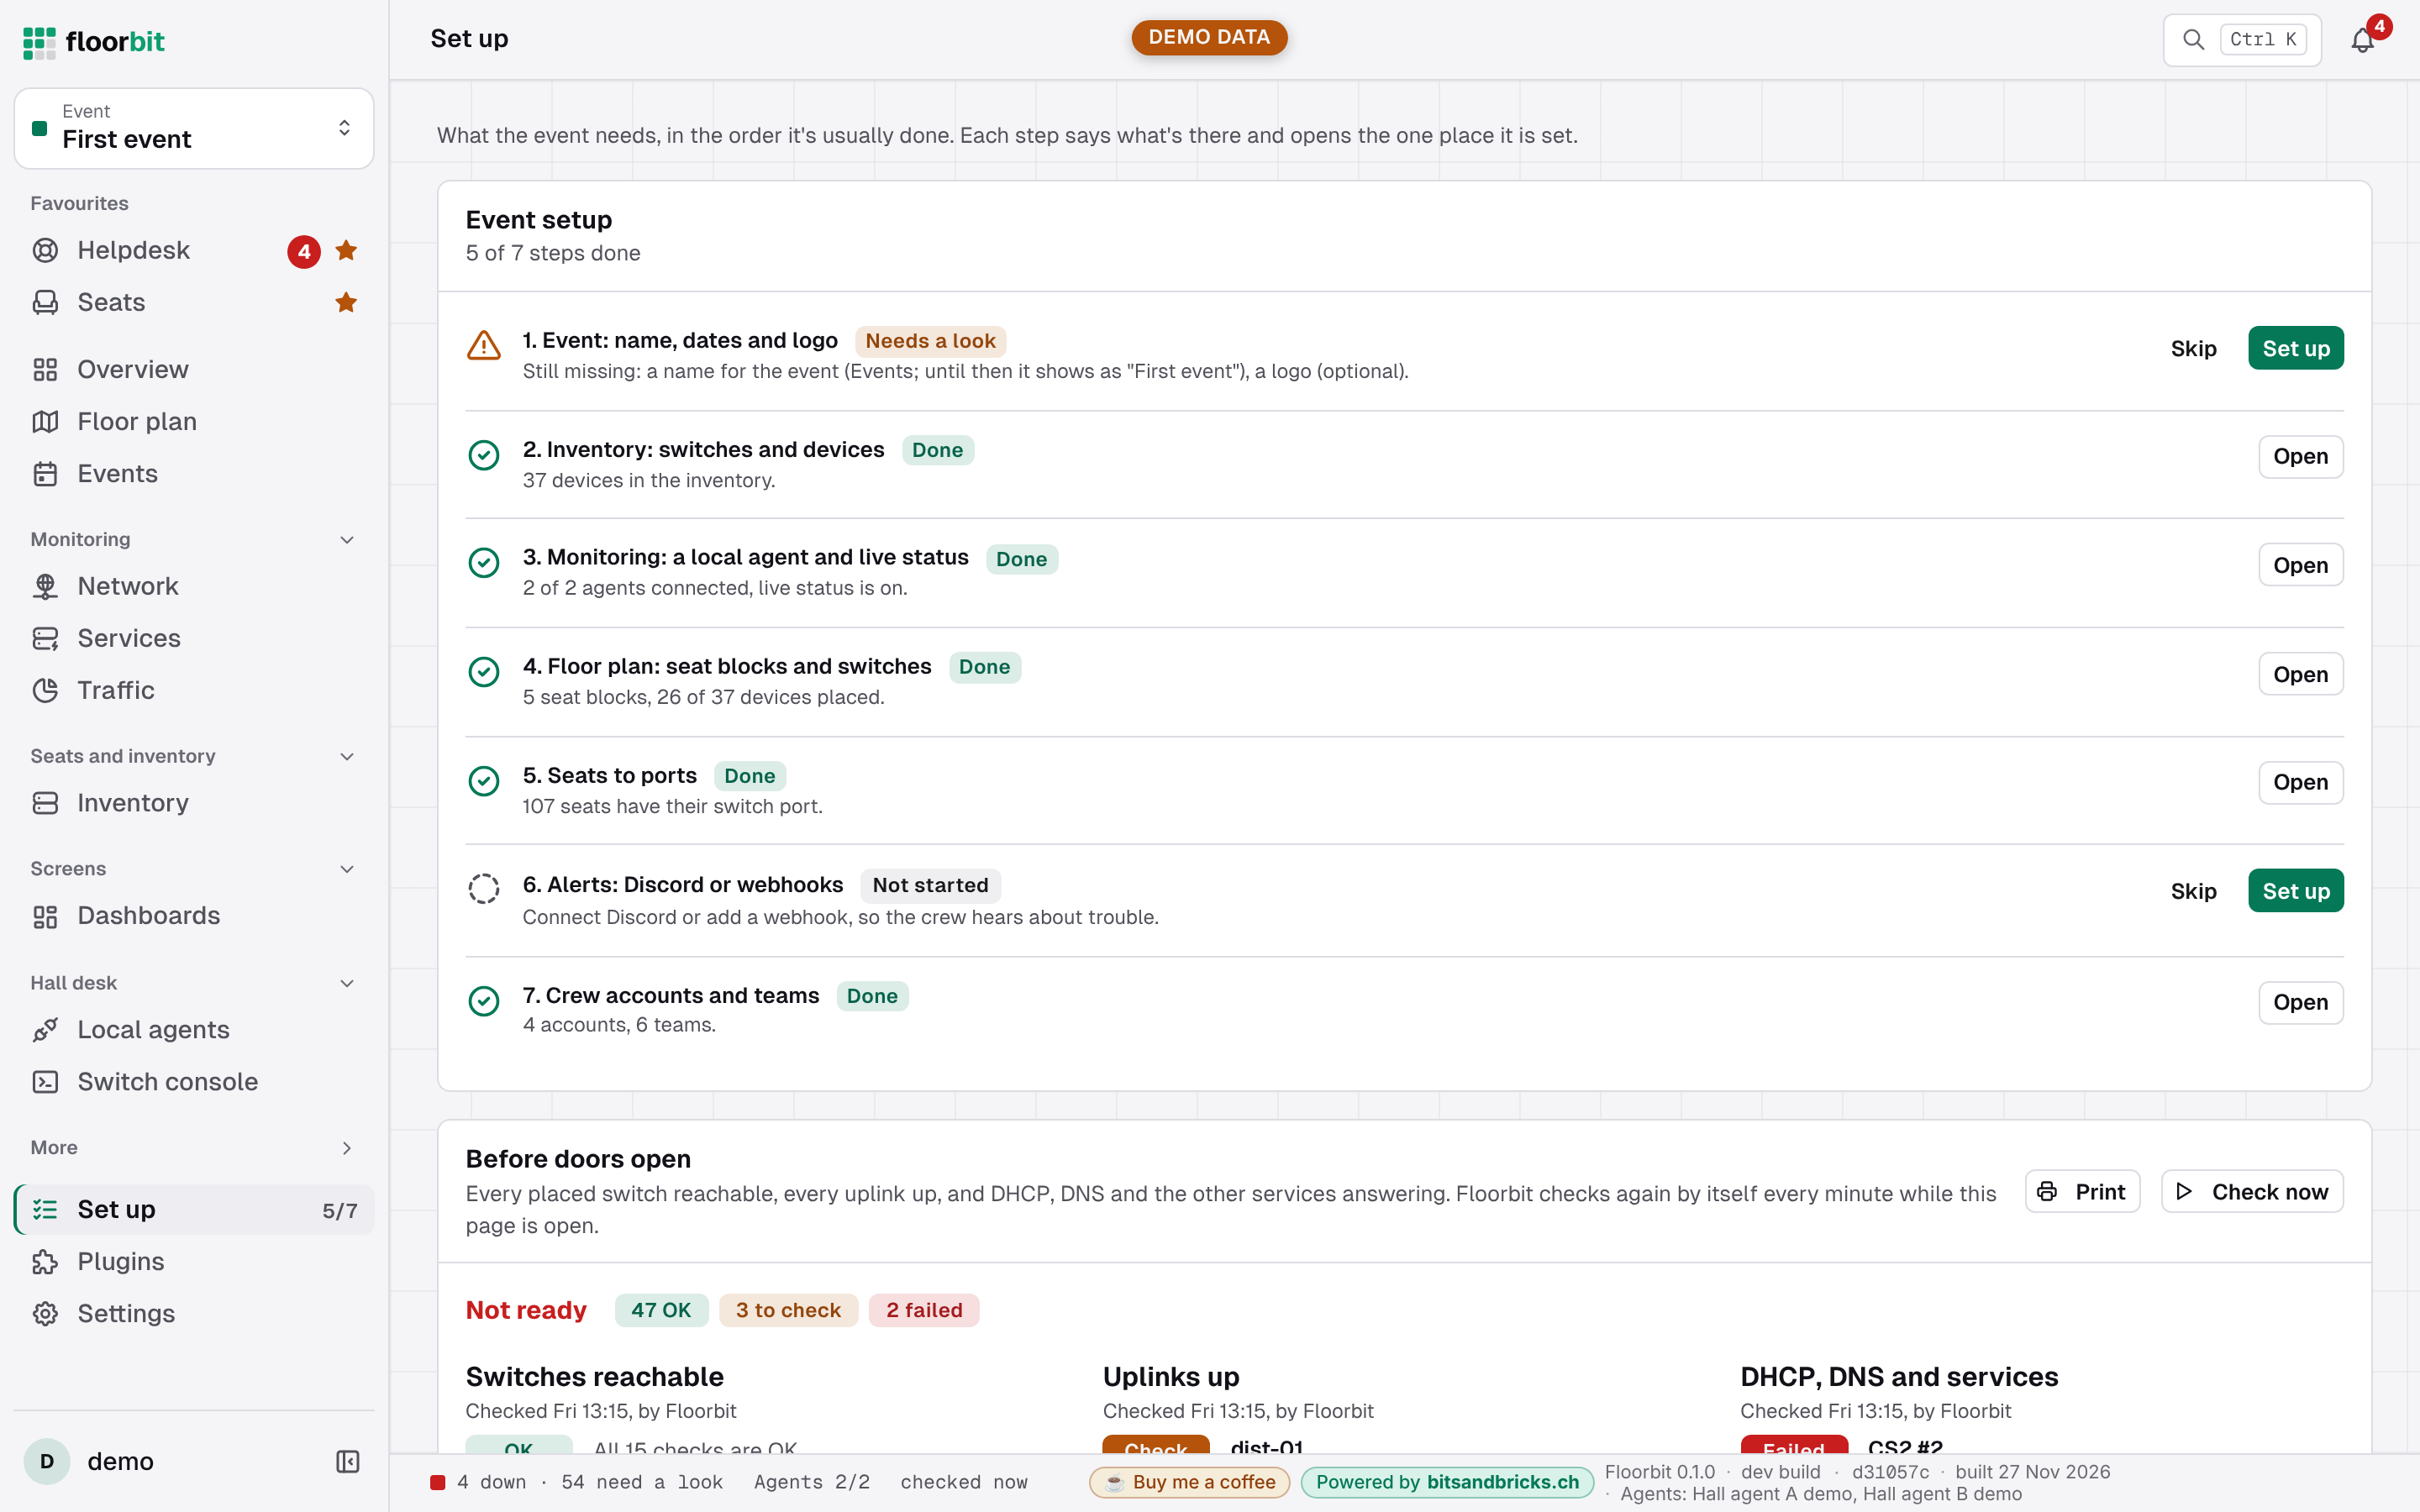 floorbit
Event
First event
Favourites
Helpdesk 4
Seats
Overview
Floor plan
Events
Monitoring
Network
Services
Traffic
Seats and inventory
Inventory
Screens
Dashboards
Hall desk
Local agents
Switch console
More
Set up 5/7
Plugins
Settings
D demo
Set up
DEMO DATA
Ctrl K
4
What the event needs, in the order it's usually done. Each step says what's there and opens the one place it is set.
Event setup
5 of 7 steps done
1. Event: name, dates and logo Needs a look
Still missing: a name for the event (Events; until then it shows as "First event"), a logo (optional).
Skip Set up
2. Inventory: switches and devices Done
37 devices in the inventory.
Open
3. Monitoring: a local agent and live status Done
2 of 2 agents connected, live status is on.
Open
4. Floor plan: seat blocks and switches Done
5 seat blocks, 26 of 37 devices placed.
Open
5. Seats to ports Done
107 seats have their switch port.
Open
6. Alerts: Discord or webhooks Not started
Connect Discord or add a webhook, so the crew hears about trouble.
Skip Set up
7. Crew accounts and teams Done
4 accounts, 6 teams.
Open
Before doors open
Every placed switch reachable, every uplink up, and DHCP, DNS and the other services answering. Floorbit checks again by itself every minute while this
page is open.
Print Check now
Not ready 47 OK 3 to check 2 failed
Switches reachable
Checked Fri 13:15, by Floorbit
OK All 15 checks are OK
Uplinks up
Checked Fri 13:15, by Floorbit
Check dist-01
DHCP, DNS and services
Checked Fri 13:15, by Floorbit
Failed CS2 #2
4 down · 54 need a look Agents 2/2 checked now
Buy me a coffee
Powered by bitsandbricks.ch
Floorbit 0.1.0 · dev build · d31057c · built 27 Nov 2026
· Agents: Hall agent A demo, Hall agent B demo